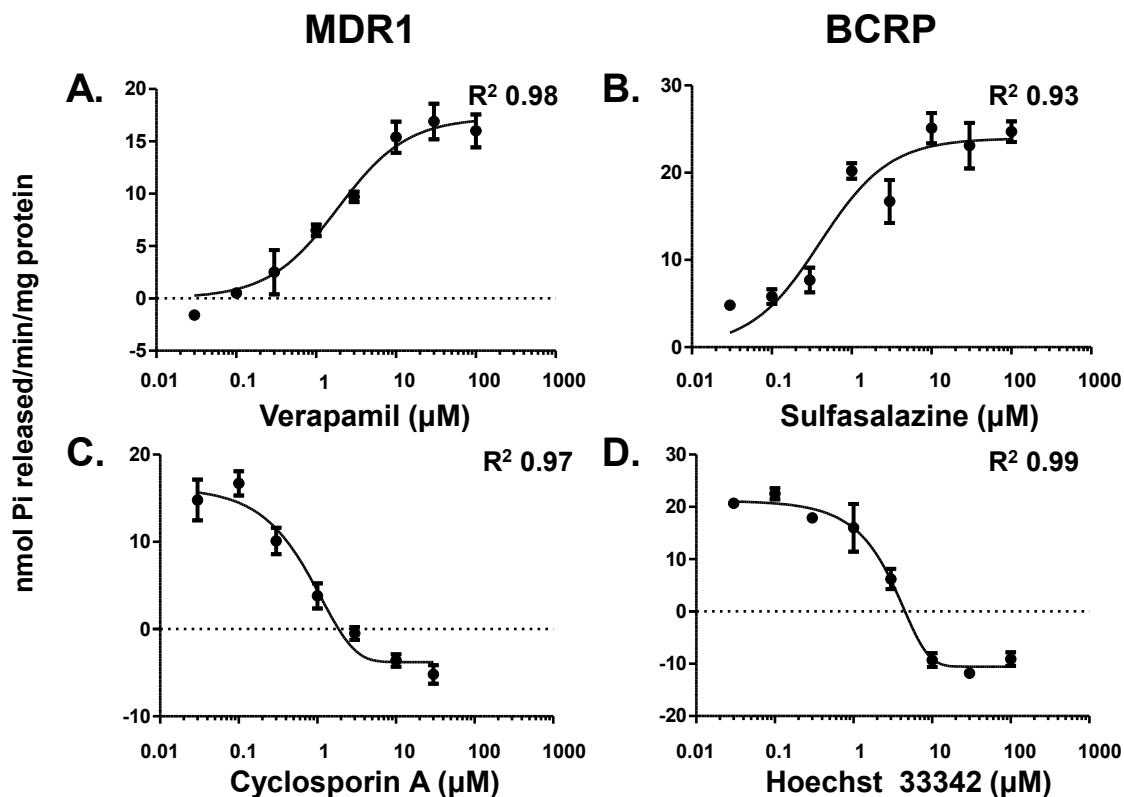 MDR1 BCRP
A. R² 0.98 B. R² 0.93
20
15
10
5
0
-5
30
20
10
0
0.01 0.1 1 10 100 1000 0.01 0.1 1 10 100 1000
Verapamil (µM) Sulfasalazine (µM)
nmol Pi released/min/mg protein
C. R² 0.97 D. R² 0.99
20
10
0
-10
30
20
10
0
-10
-20
0.01 0.1 1 10 100 1000 0.01 0.1 1 10 100 1000
Cyclosporin A (µM) Hoechst 33342 (µM)